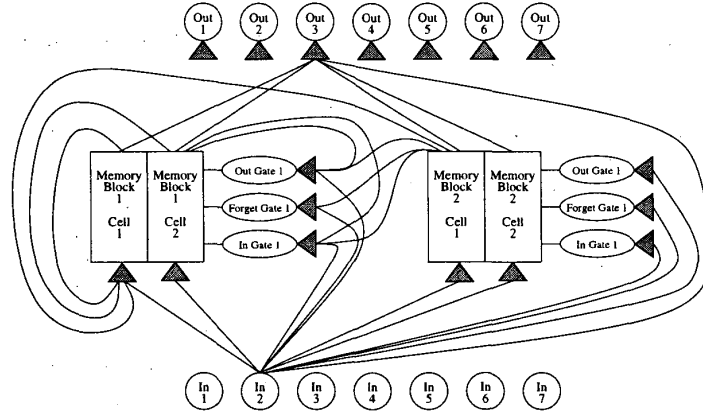 Out 1 Out 2 Out 3 Out 4 Out 5 Out 6 Out 7
Memory Block 1 Cell 1
Memory Block 1 Cell 2
Out Gate 1
Forget Gate 1
In Gate 1
Memory Block 2 Cell 1
Memory Block 2 Cell 2
Out Gate 1
Forget Gate 1
In Gate 1
In 1 In 2 In 3 In 4 In 5 In 6 In 7